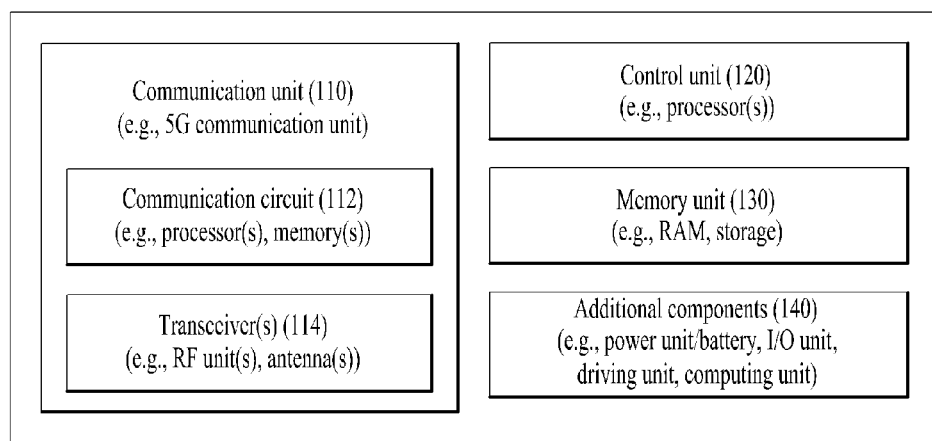 Communication unit (110)
(e.g., 5G communication unit)
Communication circuit (112)
(e.g., processor(s), memory(s))
Transceiver(s) (114)
(e.g., RF unit(s), antenna(s))
Control unit (120)
(e.g., processor(s))
Memory unit (130)
(e.g., RAM, storage)
Additional components (140)
(e.g., power unit/battery, I/O unit,
driving unit, computing unit)